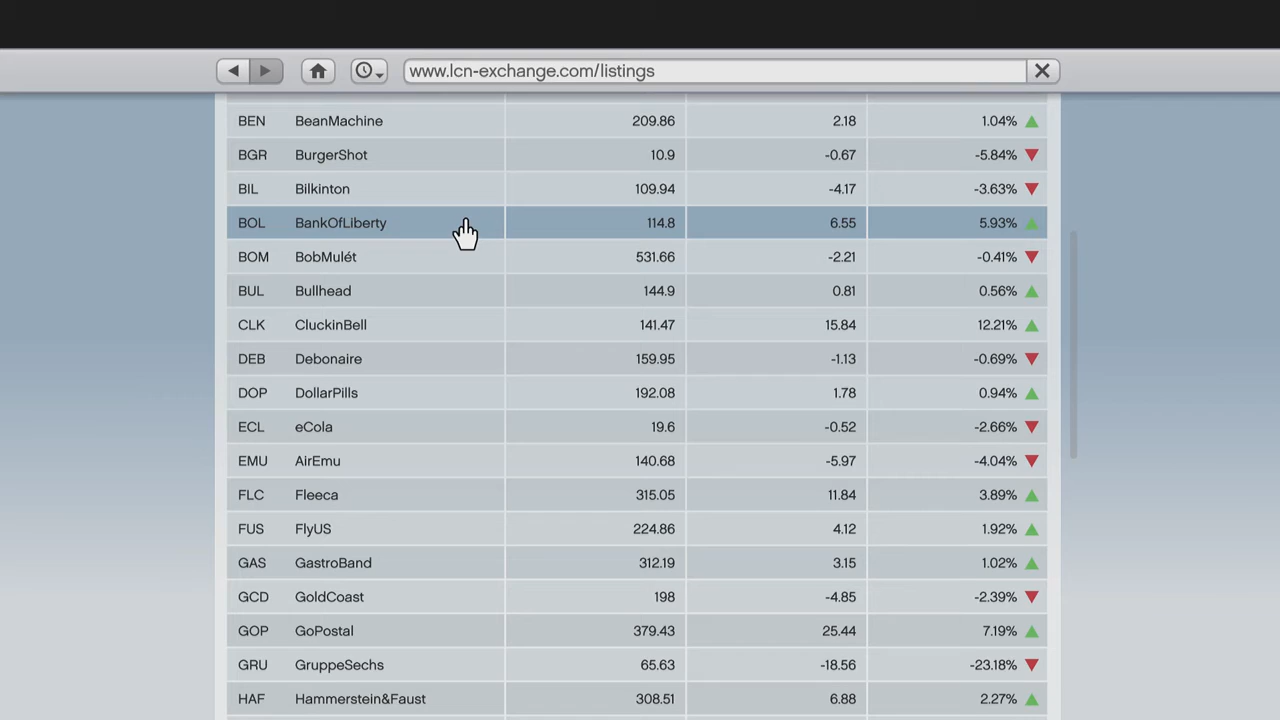 www.lcn-exchange.com/listings
BEN BeanMachine 209.86 2.18 1.04%
BGR BurgerShot 10.9 -0.67 -5.84%
BIL Bilkinton 109.94 -4.17 -3.63%
BOL BankOfLiberty 114.8 6.55 5.93%
BOM BobMulét 531.66 -2.21 -0.41%
BUL Bullhead 144.9 0.81 0.56%
CLK CluckinBell 141.47 15.84 12.21%
DEB Debonaire 159.95 -1.13 -0.69%
DOP DollarPills 192.08 1.78 0.94%
ECL eCola 19.6 -0.52 -2.66%
EMU AirEmu 140.68 -5.97 -4.04%
FLC Fleeca 315.05 11.84 3.89%
FUS FlyUS 224.86 4.12 1.92%
GAS GastroBand 312.19 3.15 1.02%
GCD GoldCoast 198 -4.85 -2.39%
GOP GoPostal 379.43 25.44 7.19%
GRU GruppeSechs 65.63 -18.56 -23.18%
HAF Hammerstein&Faust 308.51 6.88 2.27%